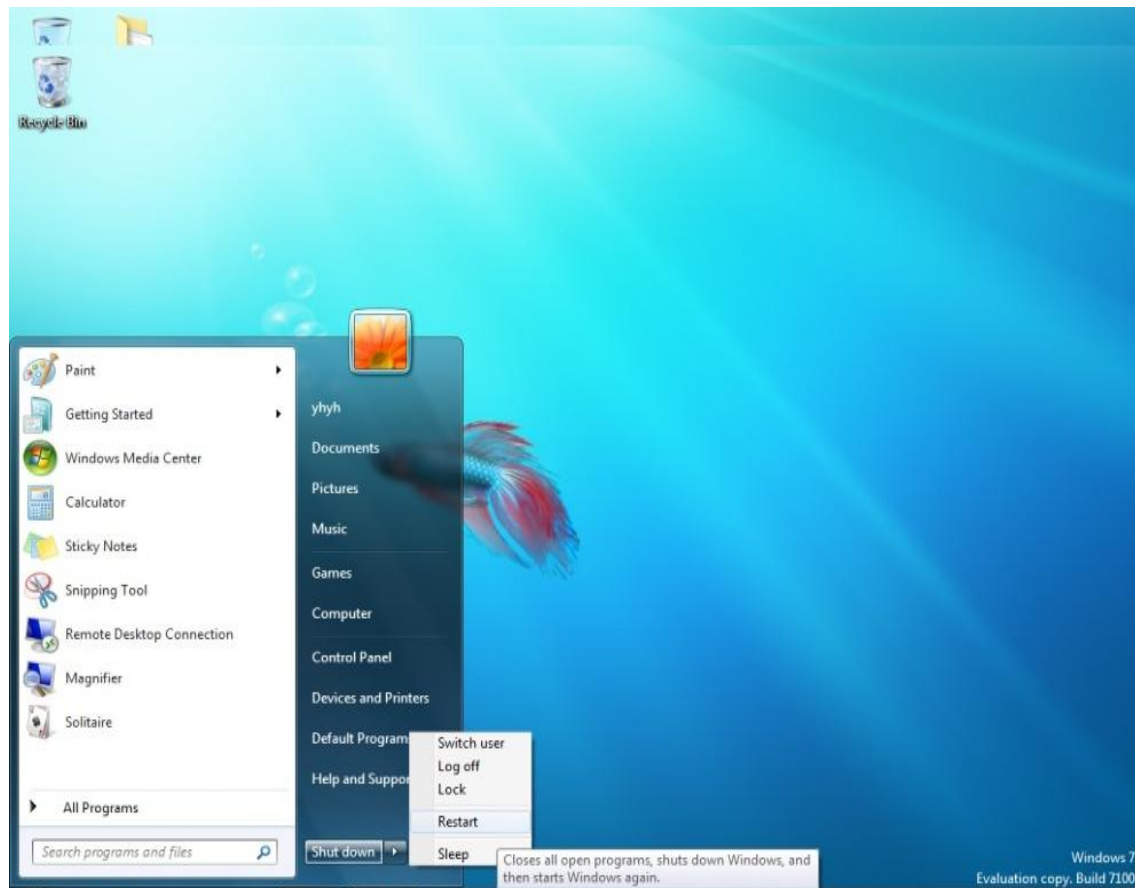 Recycle Bin
Paint
Getting Started
Windows Media Center
Calculator
Sticky Notes
Snipping Tool
Remote Desktop Connection
Magnifier
Solitaire
All Programs
Search programs and files
yhyh
Documents
Pictures
Music
Games
Computer
Control Panel
Devices and Printers
Default Program
Help and Suppor
Shut down
Switch user
Log off
Lock
Restart
Sleep
Closes all open programs, shuts down Windows, and
then starts Windows again.
Windows 7
Evaluation copy. Build 7100